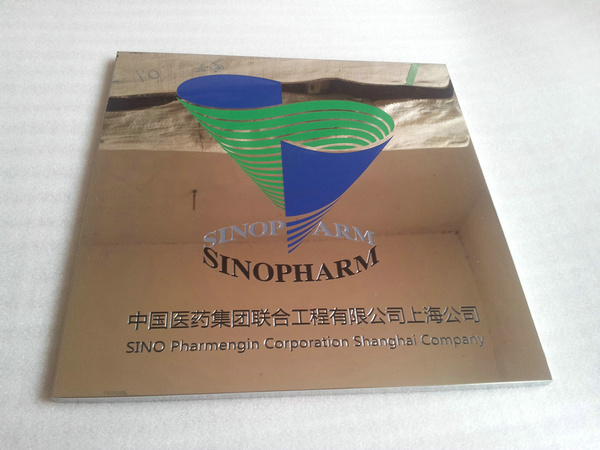 SINOPHARM
SINOPHARM
中国医药集团联合工程有限公司上海公司
SINO Pharmengin Corporation Shanghai Company